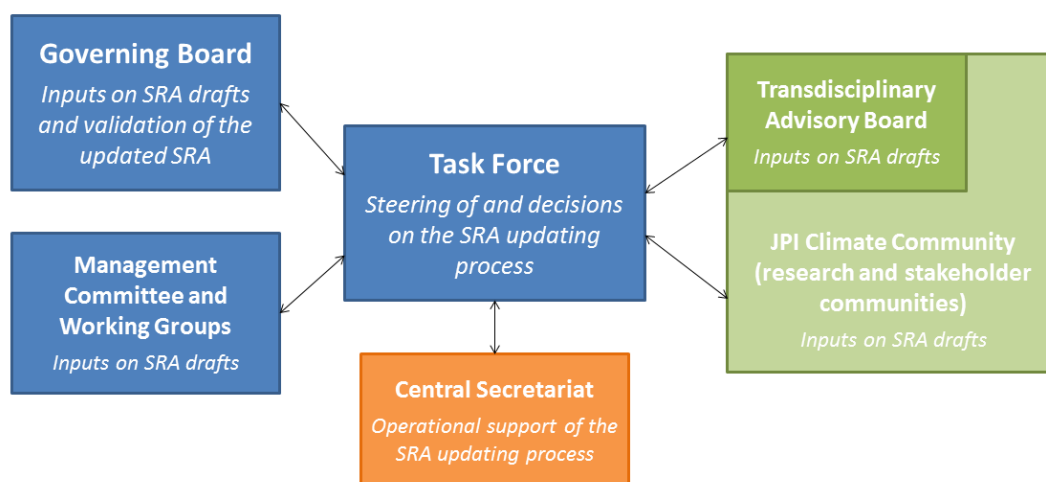 Governing Board
Inputs on SRA drafts
and validation of the
updated SRA
Management
Committee and
Working Groups
Inputs on SRA drafts
Task Force
Steering of and decisions
on the SRA updating
process
Central Secretariat
Operational support of the
SRA updating process
Transdisciplinary
Advisory Board
Inputs on SRA drafts
JPI Climate Community
(research and stakeholder
communities)
Inputs on SRA drafts